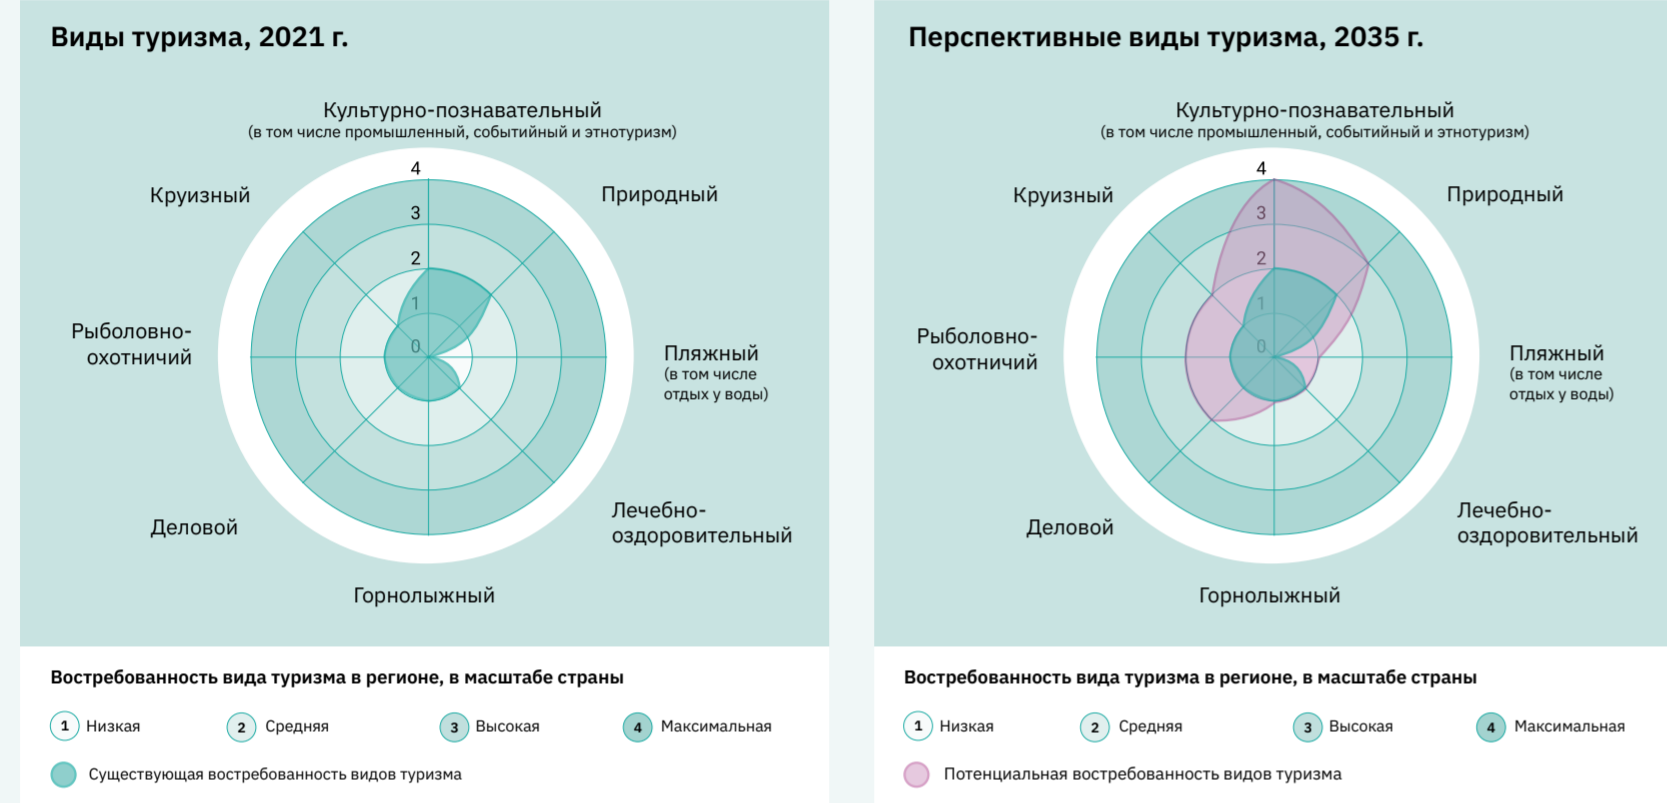 Виды туризма, 2021 г.
Культурно-познавательный
(в том числе промышленный, событийный и этнотуризм)
4
Круизный
Природный
3
2
1
Рыболовно-
охотничий
0
Пляжный
(в том числе
отдых у воды)
Лечебно-
оздоровительный
Деловой
Горнолыжный
Востребованность вида туризма в регионе, в масштабе страны
1 Низкая
2 Средняя
3 Высокая
4 Максимальная
Существующая востребованность видов туризма
Перспективные виды туризма, 2035 г.
Культурно-познавательный
(в том числе промышленный, событийный и этнотуризм)
4
Круизный
Природный
3
2
1
Рыболовно-
охотничий
0
Пляжный
(в том числе
отдых у воды)
Лечебно-
оздоровительный
Деловой
Горнолыжный
Востребованность вида туризма в регионе, в масштабе страны
1 Низкая
2 Средняя
3 Высокая
4 Максимальная
Потенциальная востребованность видов туризма